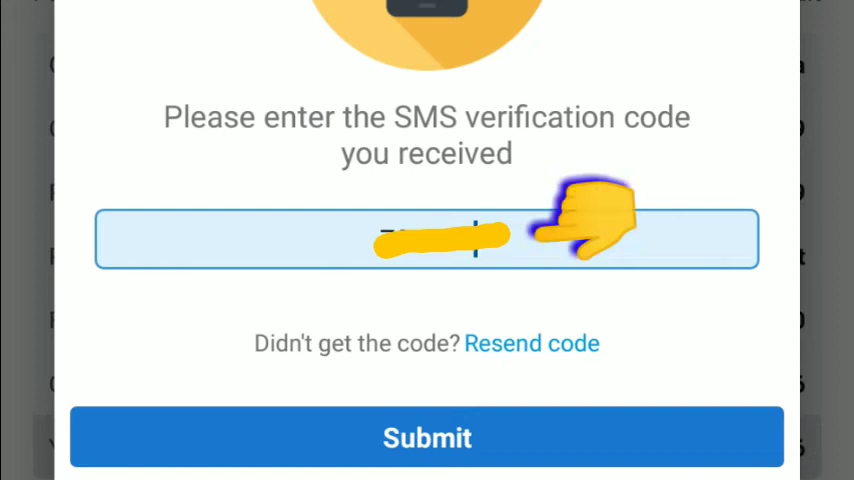 Please enter the SMS verification code
you received
Didn't get the code? Resend code
Submit